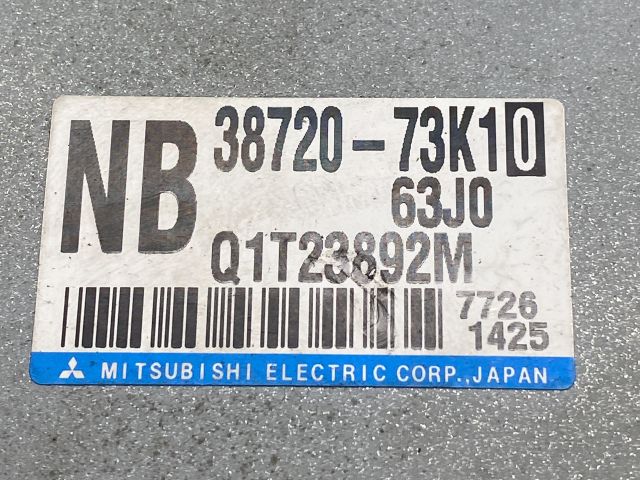 NB 38720-73K10
63J0
Q1T23892M
7726
1425
MITSUBISHI ELECTRIC CORP.,JAPAN